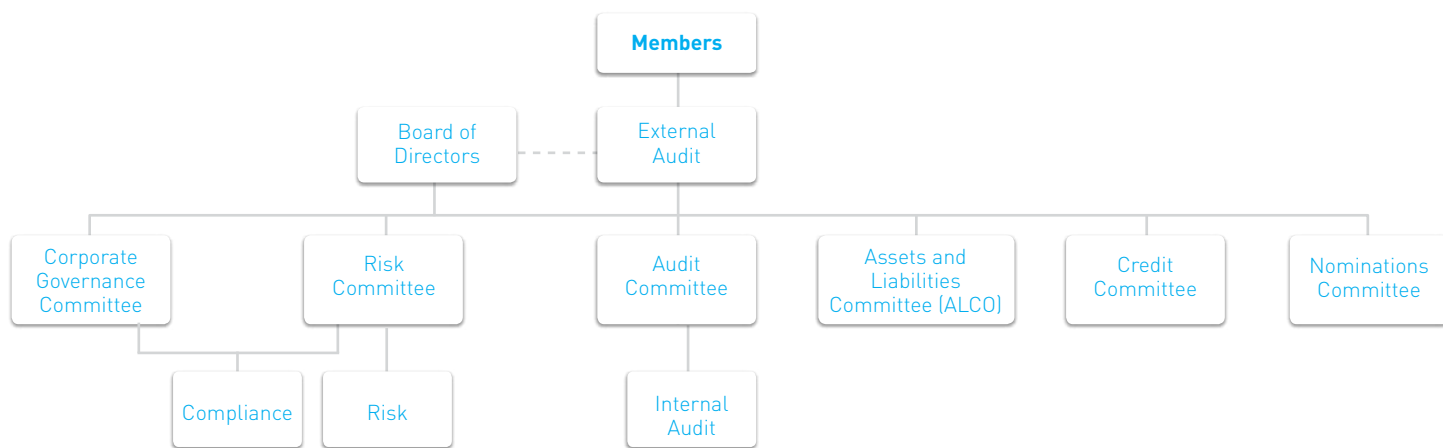 Members
Board of
Directors
External
Audit
Corporate
Governance
Committee
Risk
Committee
Audit
Committee
Assets and
Liabilities
Committee (ALCO)
Credit
Committee
Nominations
Committee
Compliance
Risk
Internal
Audit